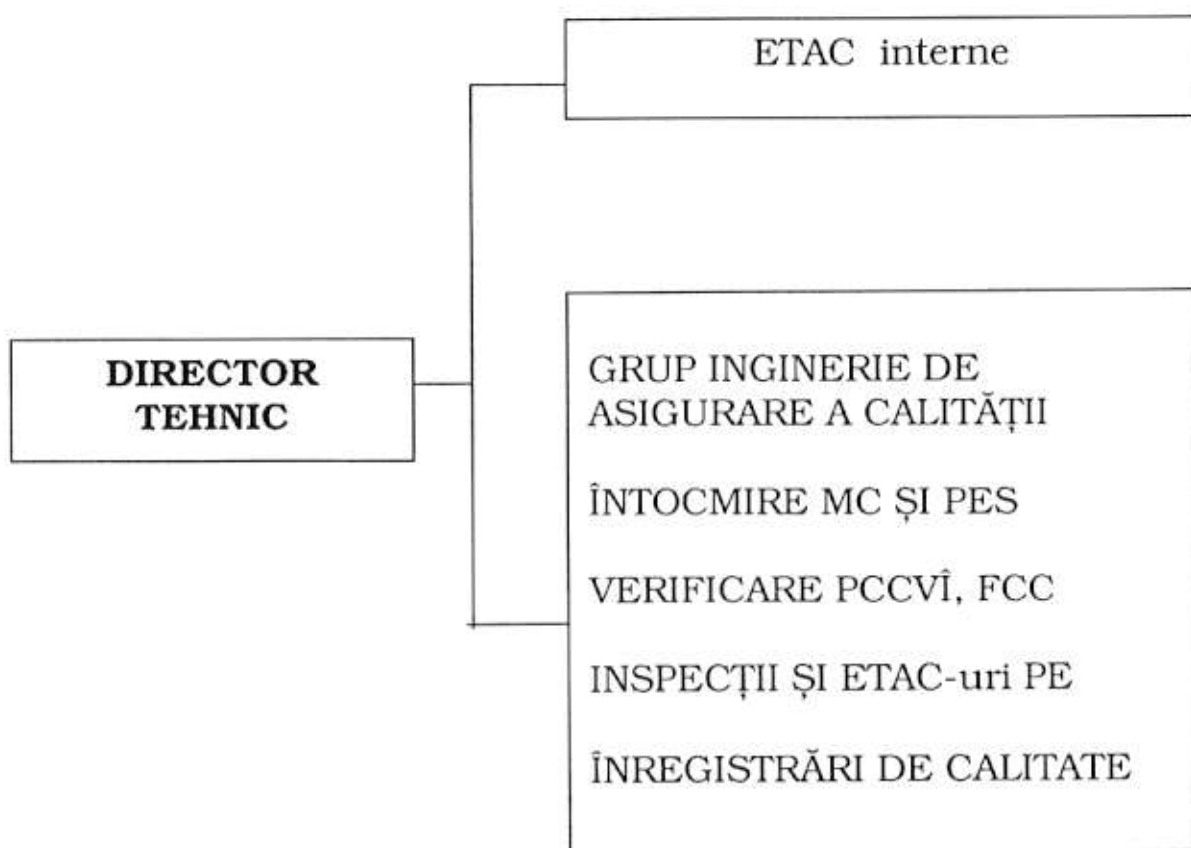 ETAC interne
DIRECTOR
TEHNIC
GRUP INGINERIE DE
ASIGURARE A CALITĂȚII
ÎNTOCMIRE MC ȘI PES
VERIFICARE PCCVÎ, FCC
INSPECȚII ȘI ETAC-uri PE
ÎNREGISTRĂRI DE CALITATE